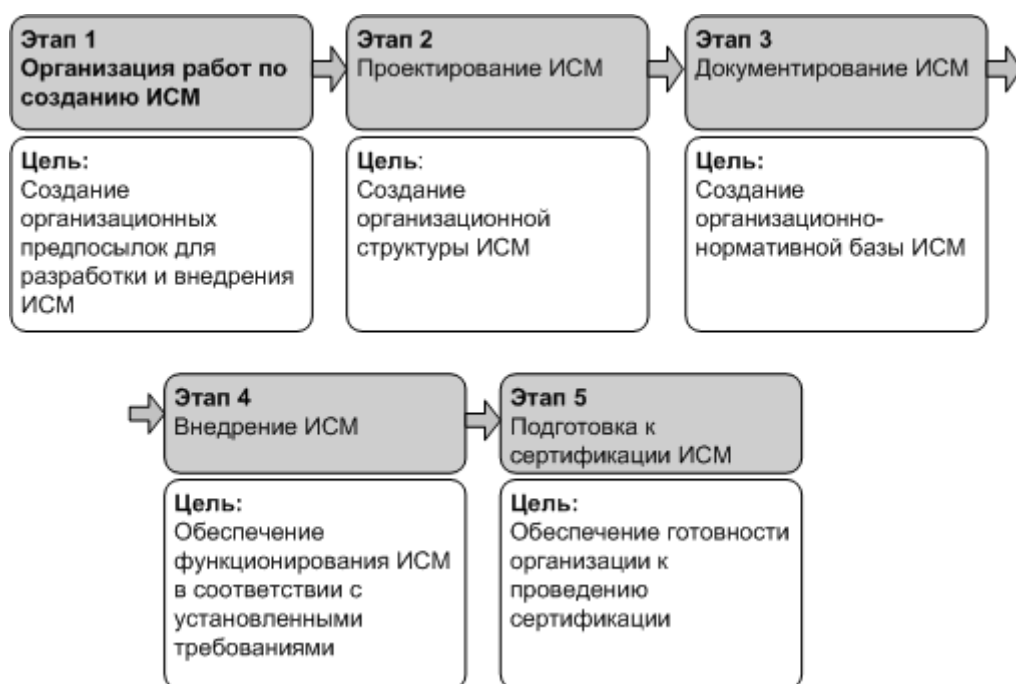 Этап 1
Организация работ по
созданию ИСМ
Этап 2
Проектирование ИСМ
Этап 3
Документирование ИСМ
Цель:
Создание
организационных
предпосылок для
разработки и внедрения
ИСМ
Цель:
Создание
организационной
структуры ИСМ
Цель:
Создание
организационно-
нормативной базы ИСМ
Этап 4
Внедрение ИСМ
Этап 5
Подготовка к
сертификации ИСМ
Цель:
Обеспечение
функционирования ИСМ
в соответствии с
установленными
требованиями
Цель:
Обеспечение готовности
организации к
проведению
сертификации